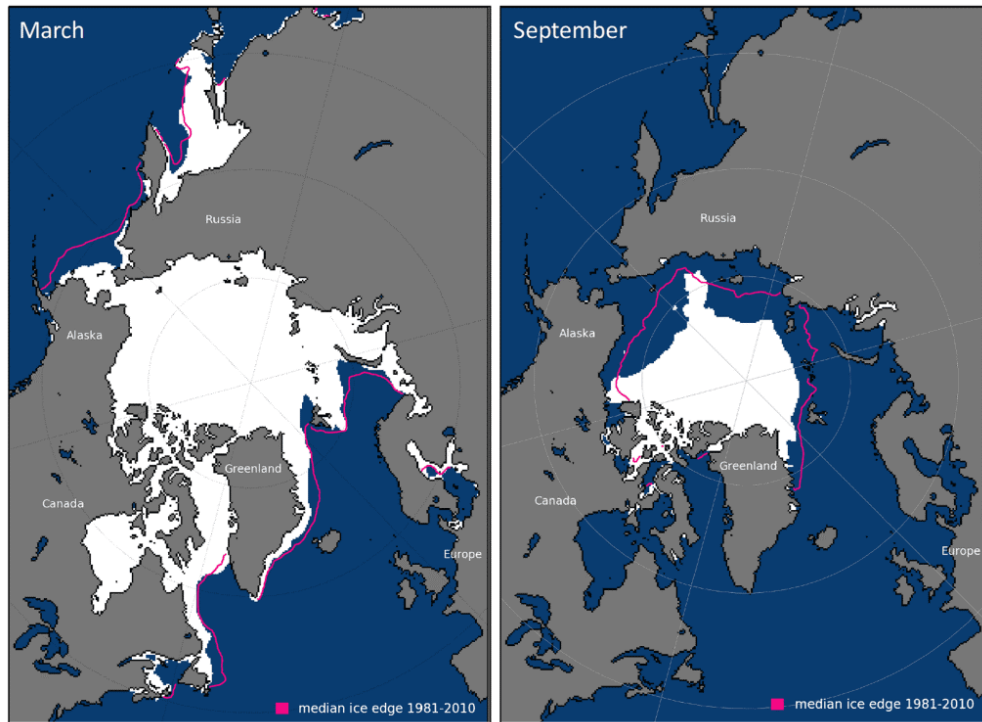 March
Russia
Alaska
Greenland
Canada
Europe
median ice edge 1981-2010
September
Russia
Alaska
Greenland
Canada
Europe
median ice edge 1981-2010